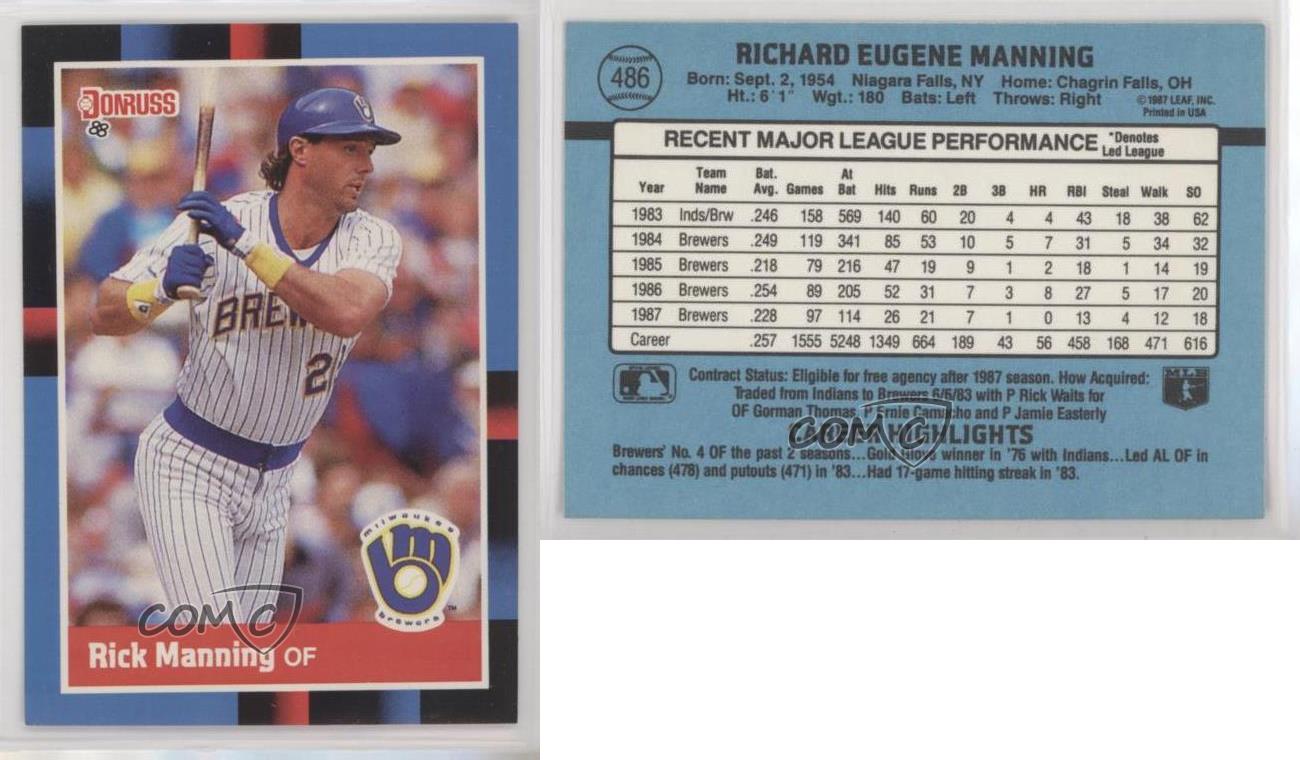 DONRUSS
88
BREW
2
milwaukee
brewers
TM
COMC
Rick Manning OF
486
RICHARD EUGENE MANNING
Born: Sept. 2, 1954 Niagara Falls, NY Home: Chagrin Falls, OH
Ht.: 6'1" Wgt.: 180 Bats: Left Throws: Right
©1987 LEAF, INC.
Printed in USA
RECENT MAJOR LEAGUE PERFORMANCE *Denotes Led League
Year Team Name Bat. Avg. Games At Bat Hits Runs 2B 3B HR RBI Steal Walk SO
1983 Inds/Brw .246 158 569 140 60 20 4 4 43 18 38 62
1984 Brewers .249 119 341 85 53 10 5 7 31 5 34 32
1985 Brewers .218 79 216 47 19 9 1 2 18 1 14 19
1986 Brewers .254 89 205 52 31 7 3 8 27 5 17 20
1987 Brewers .228 97 114 26 21 7 1 0 13 4 12 18
Career .257 1555 5248 1349 664 189 43 56 458 168 471 616
Contract Status: Eligible for free agency after 1987 season. How Acquired:
Traded from Indians to Brewers 6/6/83 with P Rick Waits for
OF Gorman Thomas, P Ernie Camacho and P Jamie Easterly
MLB
COMC
CAREER HIGHLIGHTS
Brewers' No. 4 OF the past 2 seasons...Gold Glove winner in '76 with Indians...Led AL OF in
chances (478) and putouts (471) in '83...Had 17-game hitting streak in '83.